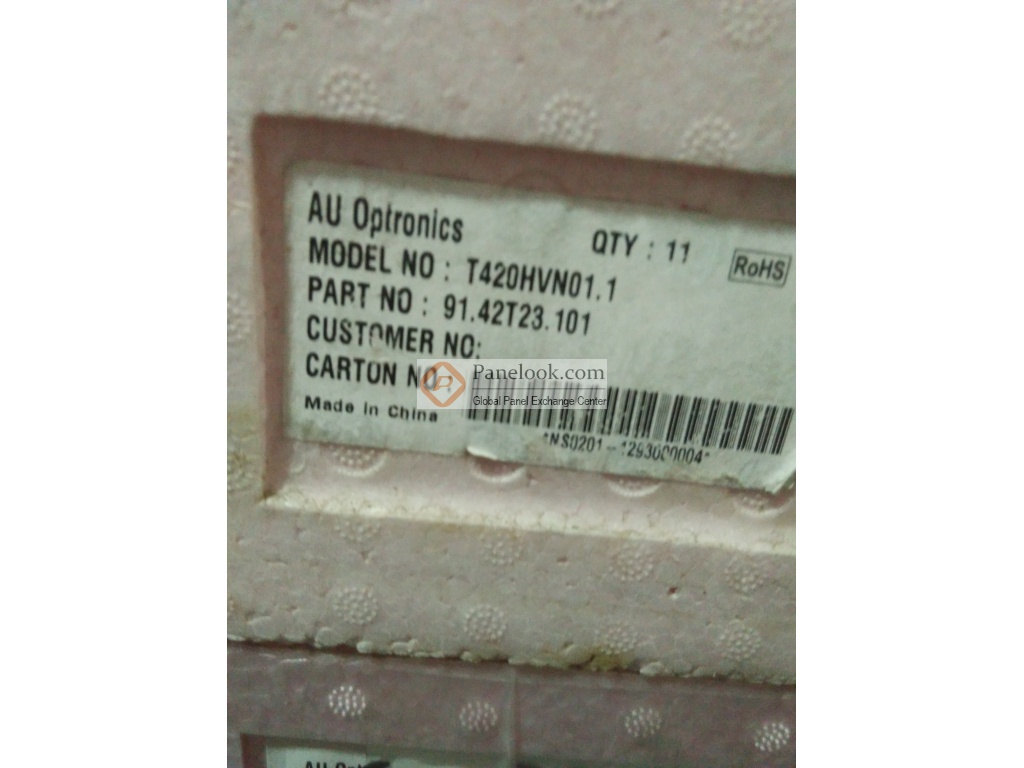 AU Optronics
QTY : 11
RoHS
MODEL NO : T420HVN01.1
PART NO : 91.42T23.101
CUSTOMER NO:
CARTON NO :
Panelook.com
Global Panel Exchange Center
Made in China
AU